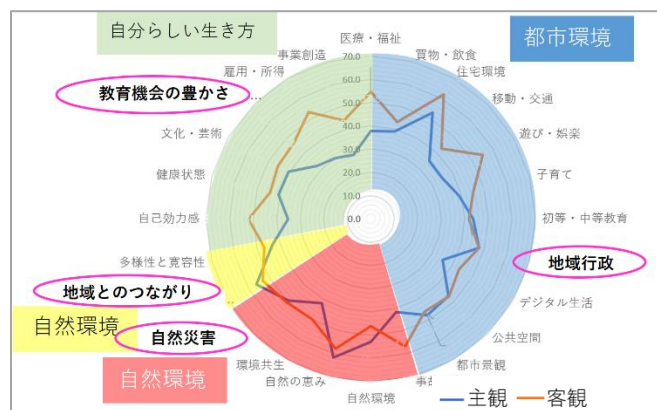 自分らしい生き方
都市環境
医療・福祉
買物・飲食
住宅環境
移動・交通
遊び・娯楽
子育て
初等・中等教育
地域行政
デジタル生活
公共空間
都市景観
事故
自然環境
自然の恵み
環境共生
自然災害
地域とのつながり
多様性と寛容性
自己効力感
健康状態
文化・芸術
教育機会の豊かさ
雇用・所得
事業創造
70.0
60.0
50.0
40.0
30.0
20.0
10.0
0.0
自然環境
自然環境
主観
客観